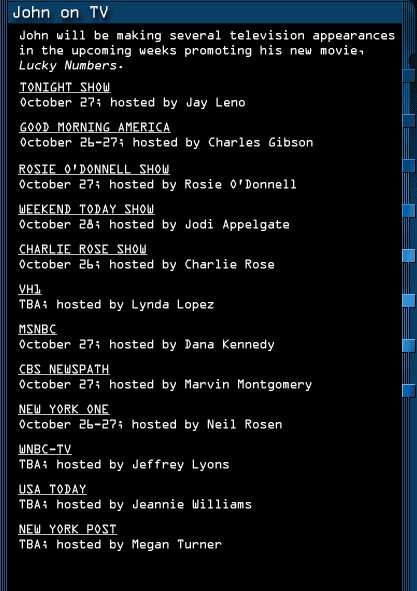 John on TV
John will be making several television appearances
in the upcoming weeks promoting his new movie,
Lucky Numbers.
TONIGHT SHOW
October 27; hosted by Jay Leno
GOOD MORNING AMERICA
October 26-27; hosted by Charles Gibson
ROSIE O'DONNELL SHOW
October 27; hosted by Rosie O'Donnell
WEEKEND TODAY SHOW
October 28; hosted by Jodi Appelgate
CHARLIE ROSE SHOW
October 26; hosted by Charlie Rose
VH1
TBA; hosted by Lynda Lopez
MSNBC
October 27; hosted by Dana Kennedy
CBS NEWSPATH
October 27; hosted by Marvin Montgomery
NEW YORK ONE
October 26-27; hosted by Neil Rosen
WNBC-TV
TBA; hosted by Jeffrey Lyons
USA TODAY
TBA; hosted by Jeannie Williams
NEW YORK POST
TBA; hosted by Megan Turner